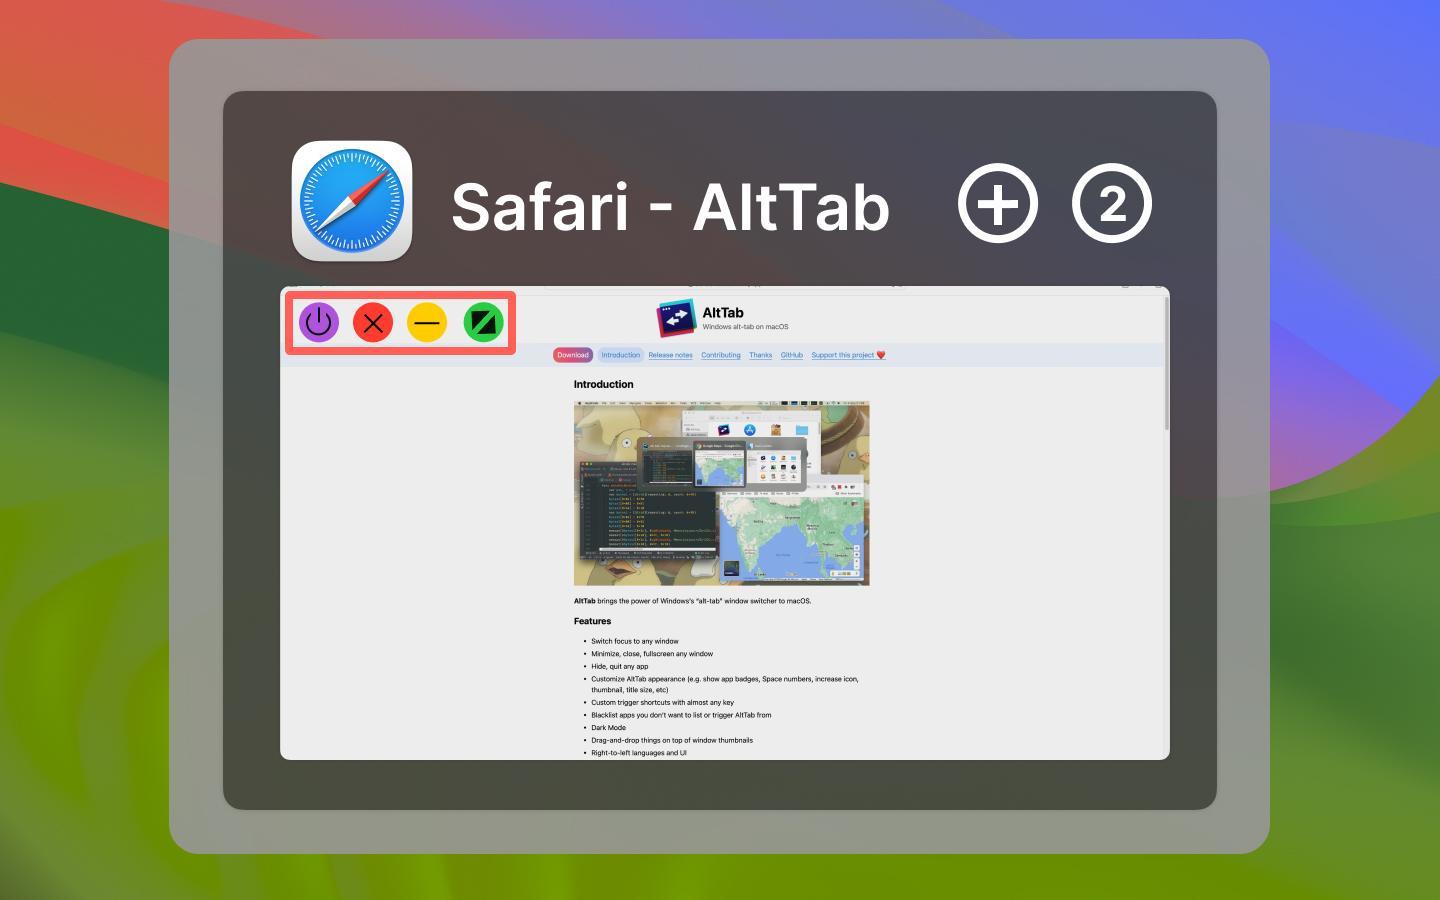 Safari - AltTab
2
AltTab
Windows alt-tab on macOS
Download Introduction Release notes Contributing Thanks GitHub Support this project ❤️
Introduction
AltTab brings the power of Windows's "alt-tab" window switcher to macOS.
Features
• Switch focus to any window
• Minimize, close, fullscreen any window
• Hide, quit any app
• Customize AltTab appearance (e.g. show app badges, Space numbers, increase icon,
thumbnail, title size, etc)
• Custom trigger shortcuts with almost any key
• Blacklist apps you don't want to list or trigger AltTab from
• Dark Mode
• Drag-and-drop things on top of window thumbnails
• Right-to-left languages and UI